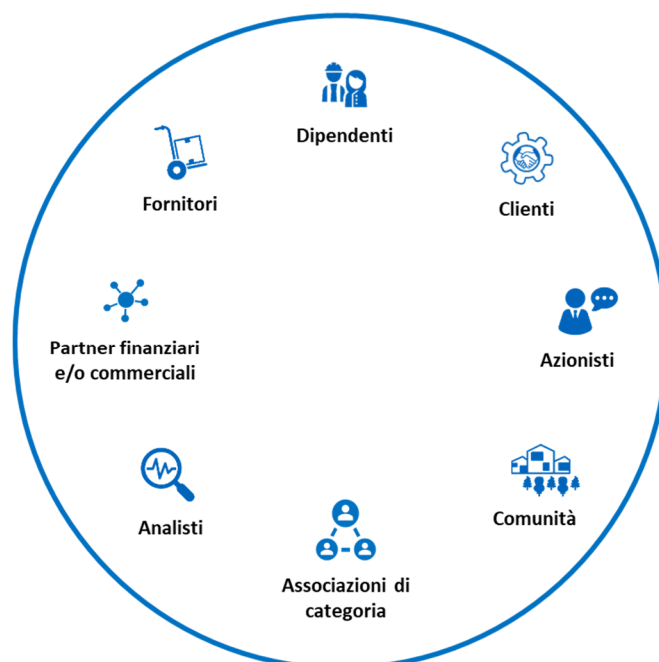 Dipendenti
Fornitori
Clienti
Partner finanziari
e/o commerciali
Azionisti
Analisti
Comunità
Associazioni di
categoria